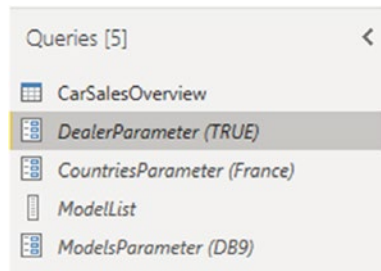 Queries [5]
CarSalesOverview
DealerParameter (TRUE)
CountriesParameter (France)
ModelList
ModelsParameter (DB9)